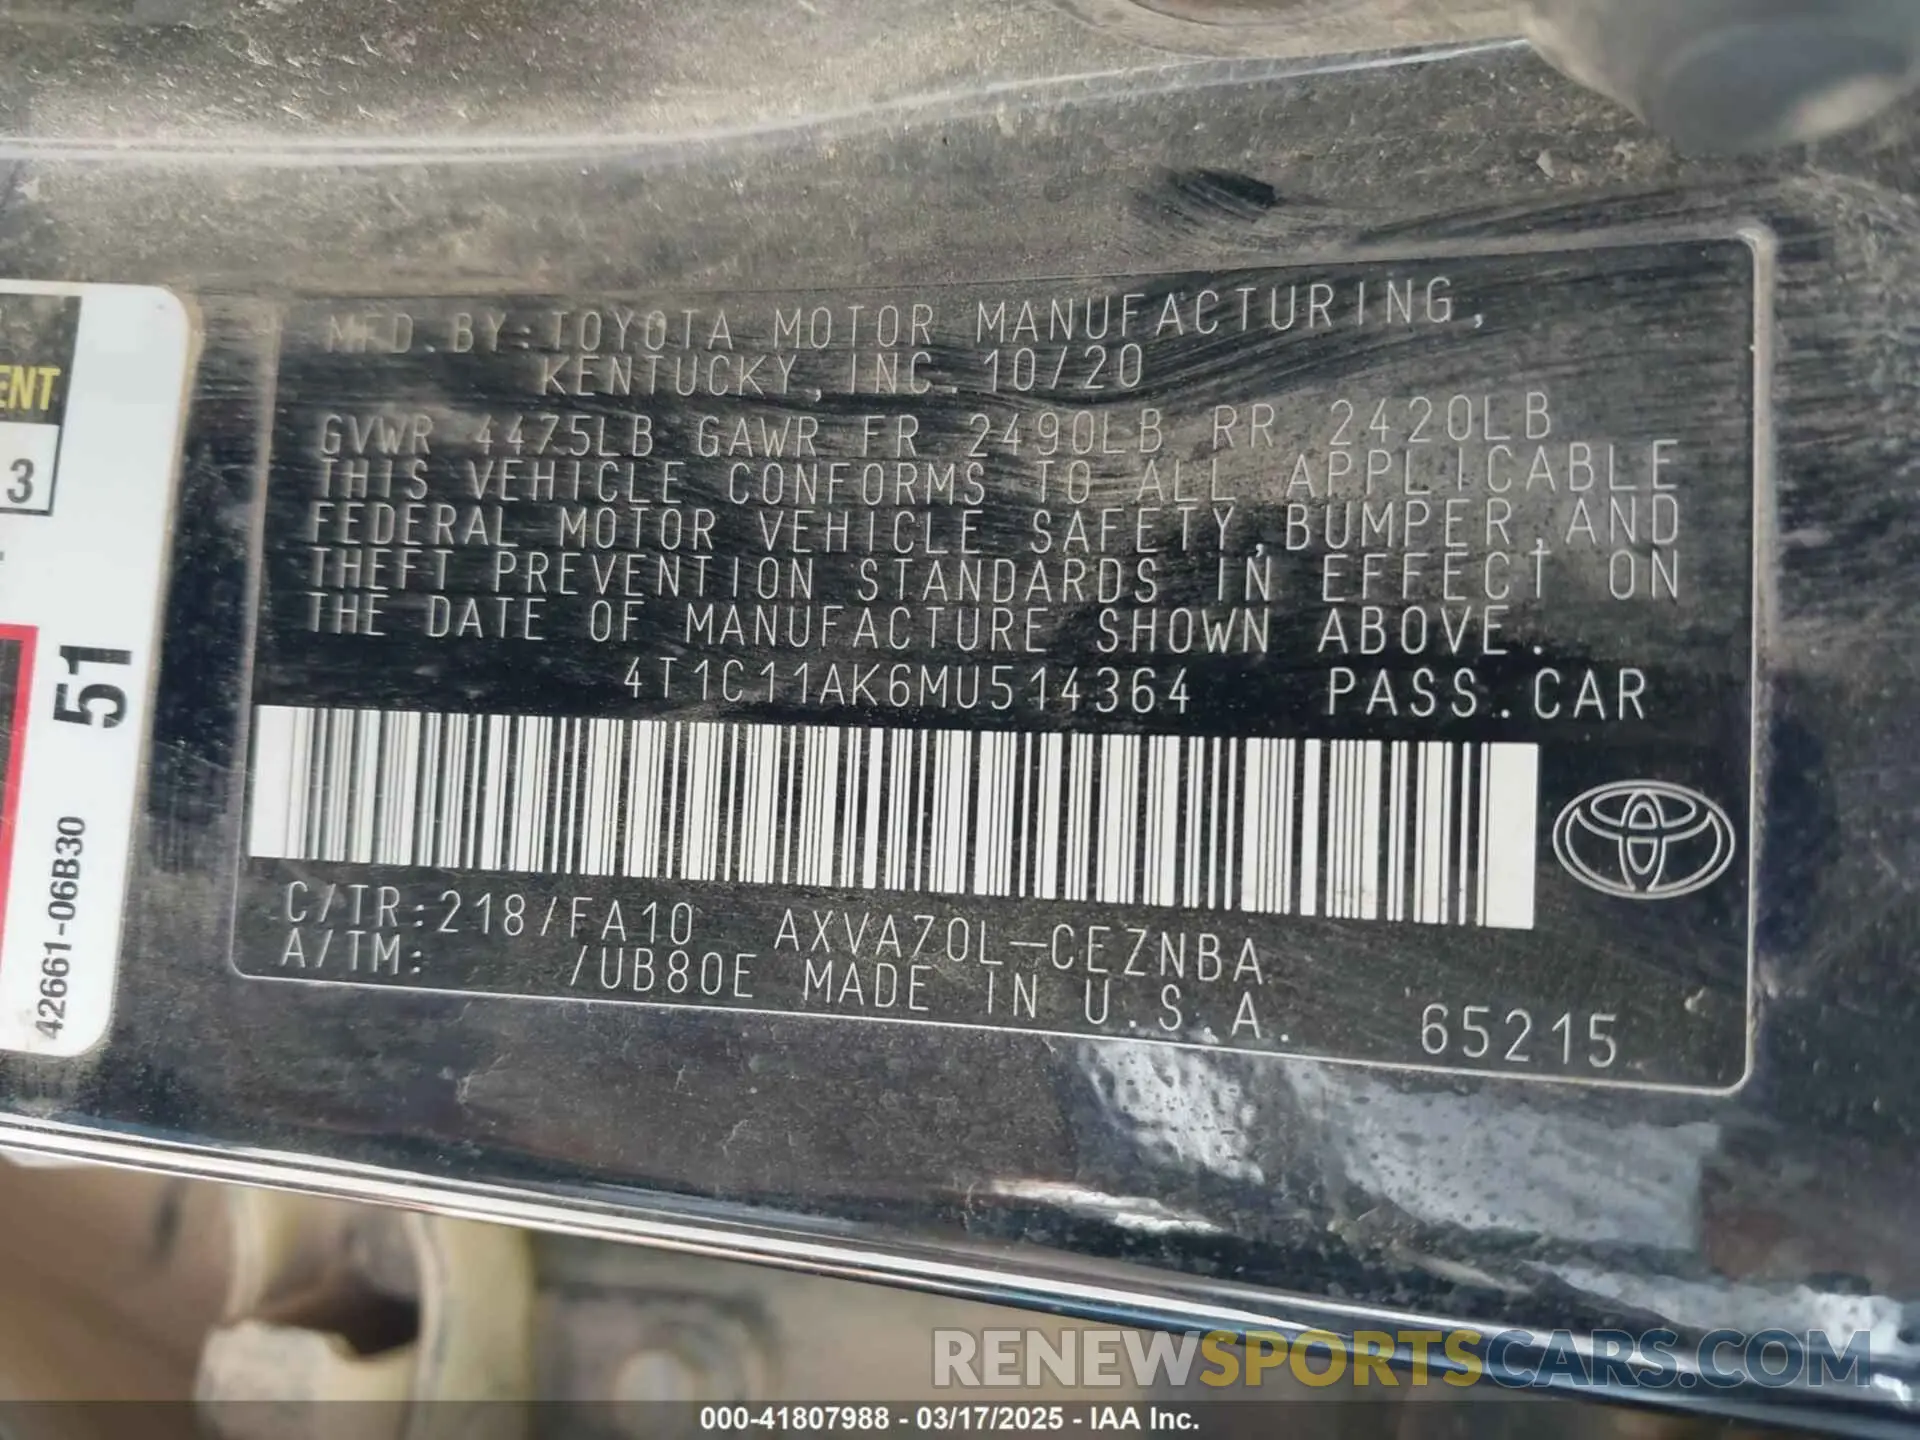 ENT
3
51
42661-06B30
MFD. BY: TOYOTA MOTOR MANUFACTURING,
KENTUCKY, INC. 10/20
GVWR 4475LB GAWR FR 2490LB RR 2420LB
THIS VEHICLE CONFORMS TO ALL APPLICABLE
FEDERAL MOTOR VEHICLE SAFETY, BUMPER, AND
THEFT PREVENTION STANDARDS IN EFFECT ON
THE DATE OF MANUFACTURE SHOWN ABOVE.
4T1C11AK6MU514364 PASS. CAR
C/TR:218/FA10 AXVA70L-CEZNBA
A/TM: /UB80E MADE IN U.S.A.
65215
RENEWSPORTSCARS.COM
000-41807988 - 03/17/2025 - IAA Inc.